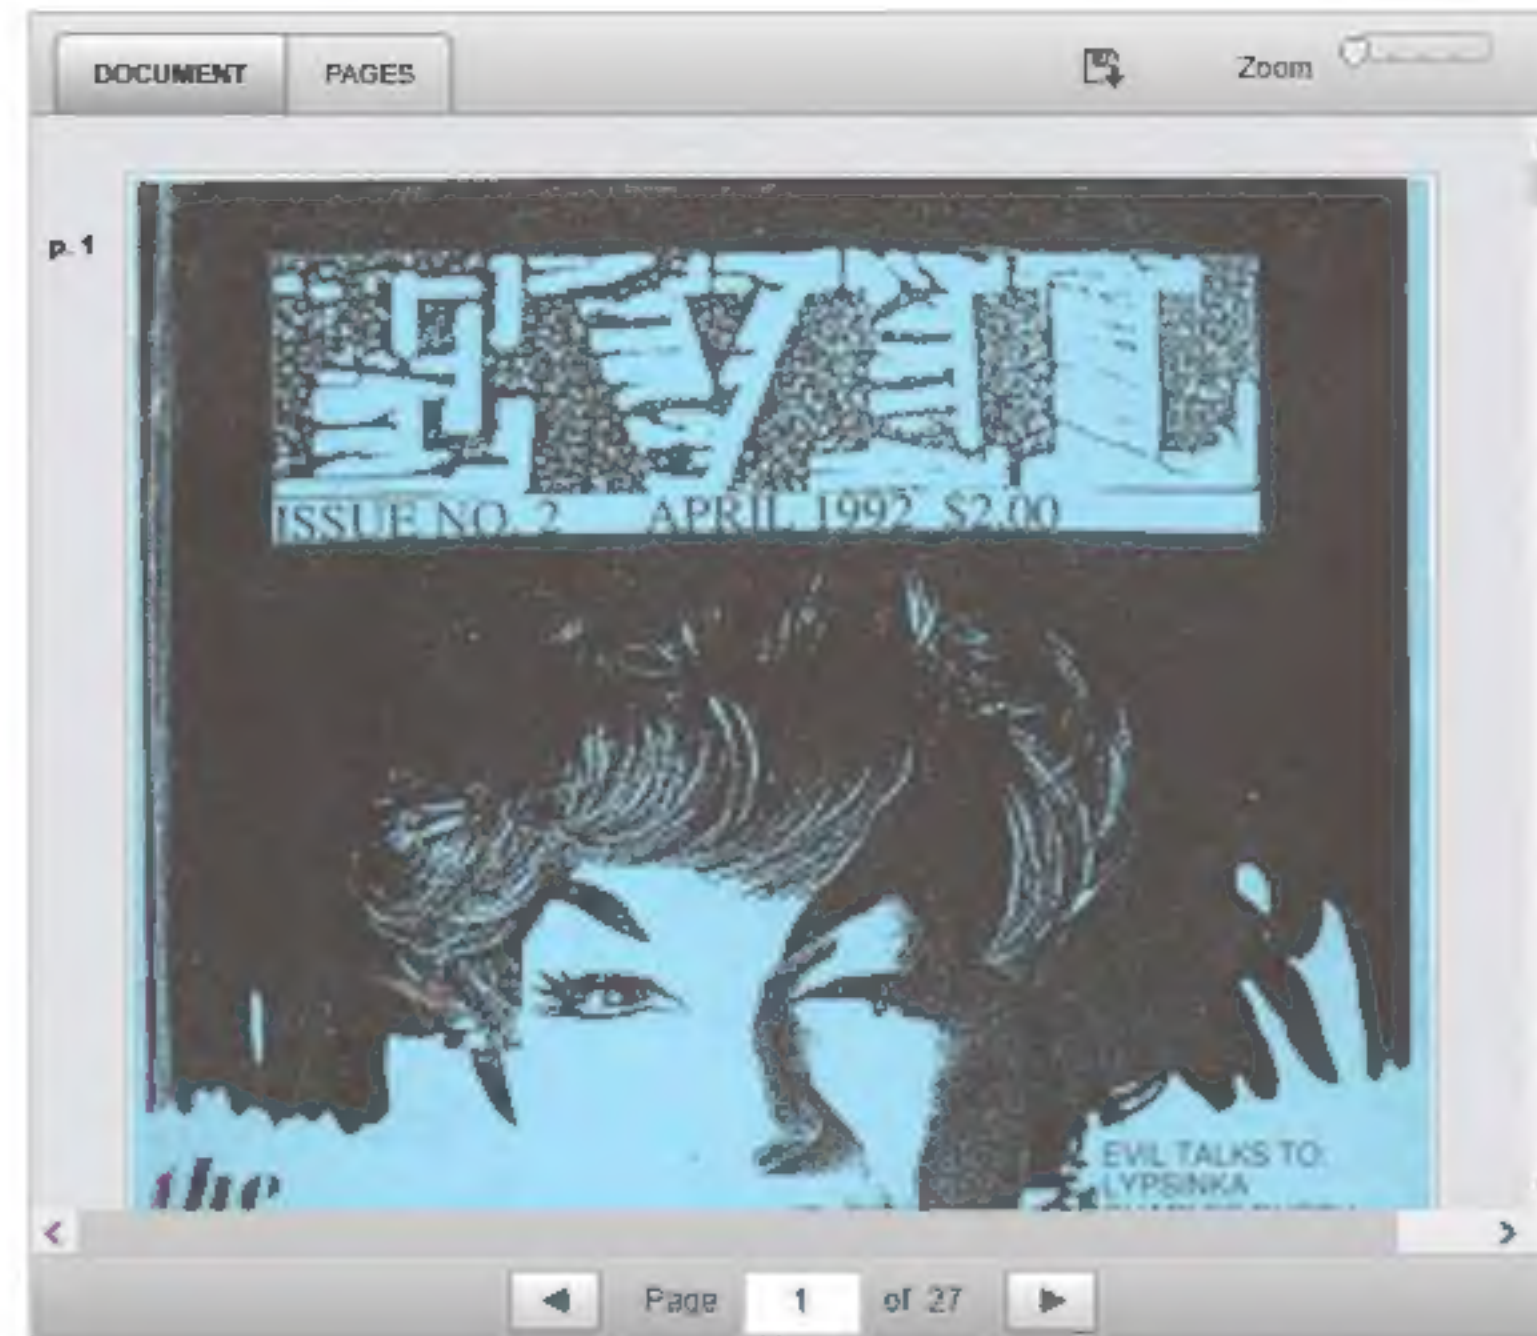 DOCUMENT PAGES Zoom
p. 1
EVIL
ISSUE NO. 2 APRIL 1992 $2.00
the
EVIL TALKS TO:
LYPSINKA
Page 1 of 27